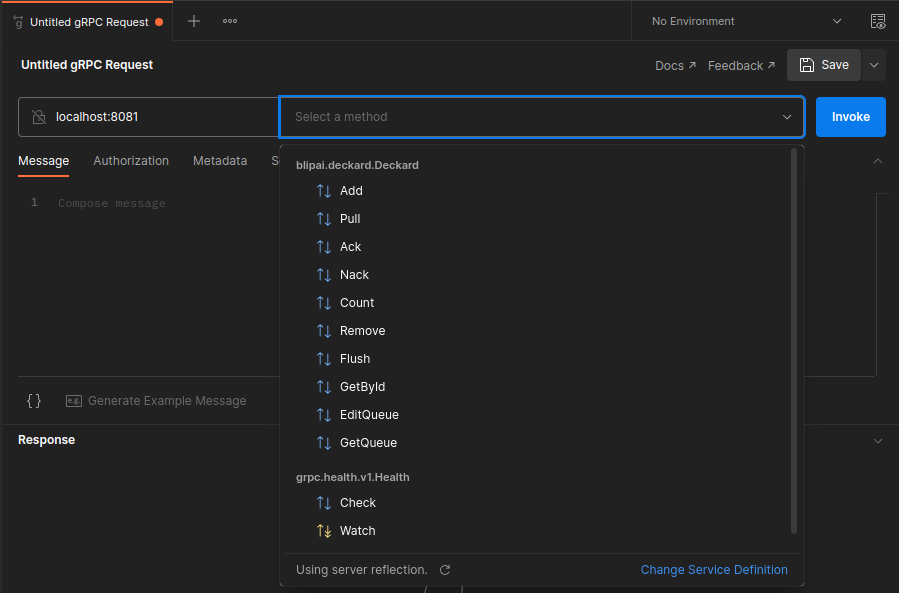 Untitled gRPC Request
No Environment
Untitled gRPC Request
Docs ↗ Feedback ↗ Save
localhost:8081 Select a method Invoke
Message Authorization Metadata
1 Compose message
blipai.deckard.Deckard
Add
Pull
Ack
Nack
Count
Remove
Flush
GetById
EditQueue
GetQueue
grpc.health.v1.Health
Check
Watch
Using server reflection. Change Service Definition
{} e.g. Generate Example Message
Response